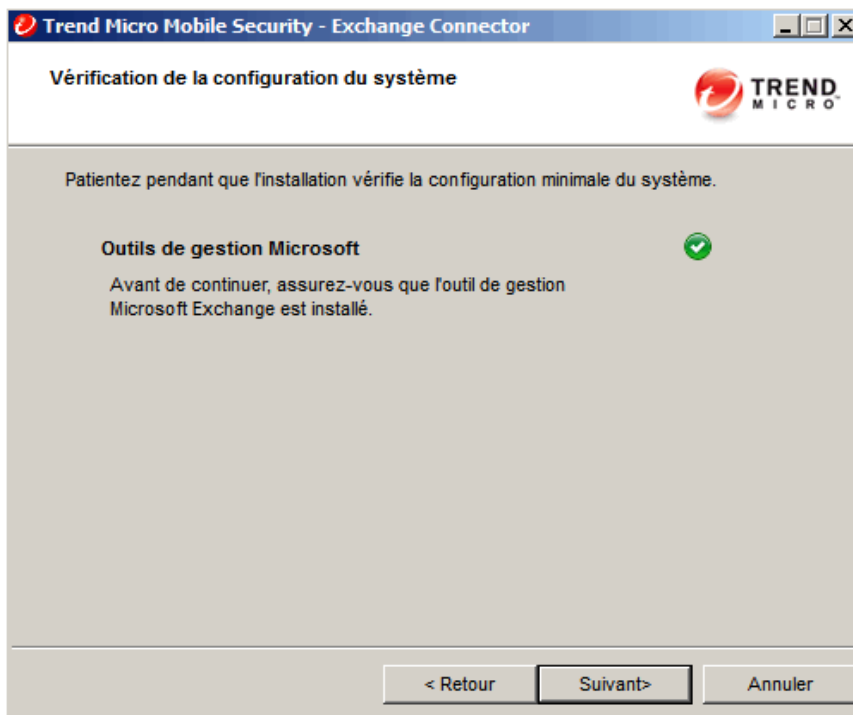 Trend Micro Mobile Security - Exchange Connector
Vérification de la configuration du système
TREND
MICRO™
Patientez pendant que l'installation vérifie la configuration minimale du système.
Outils de gestion Microsoft
Avant de continuer, assurez-vous que l'outil de gestion
Microsoft Exchange est installé.
< Retour
Suivant>
Annuler